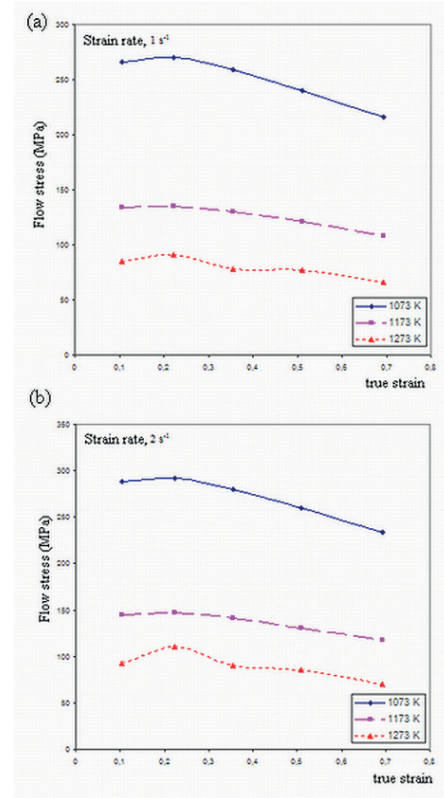 (a)
Strain rate, 1 s⁻¹
Flow stress (MPa)
300
250
200
150
100
50
0
0 0,1 0,2 0,3 0,4 0,5 0,6 0,7 0,8
true strain
1073 K
1173 K
1273 K
(b)
Strain rate, 2 s⁻¹
Flow stress (MPa)
350
300
250
200
150
100
50
0
0 0,1 0,2 0,3 0,4 0,5 0,6 0,7 0,8
true strain
1073 K
1173 K
1273 K